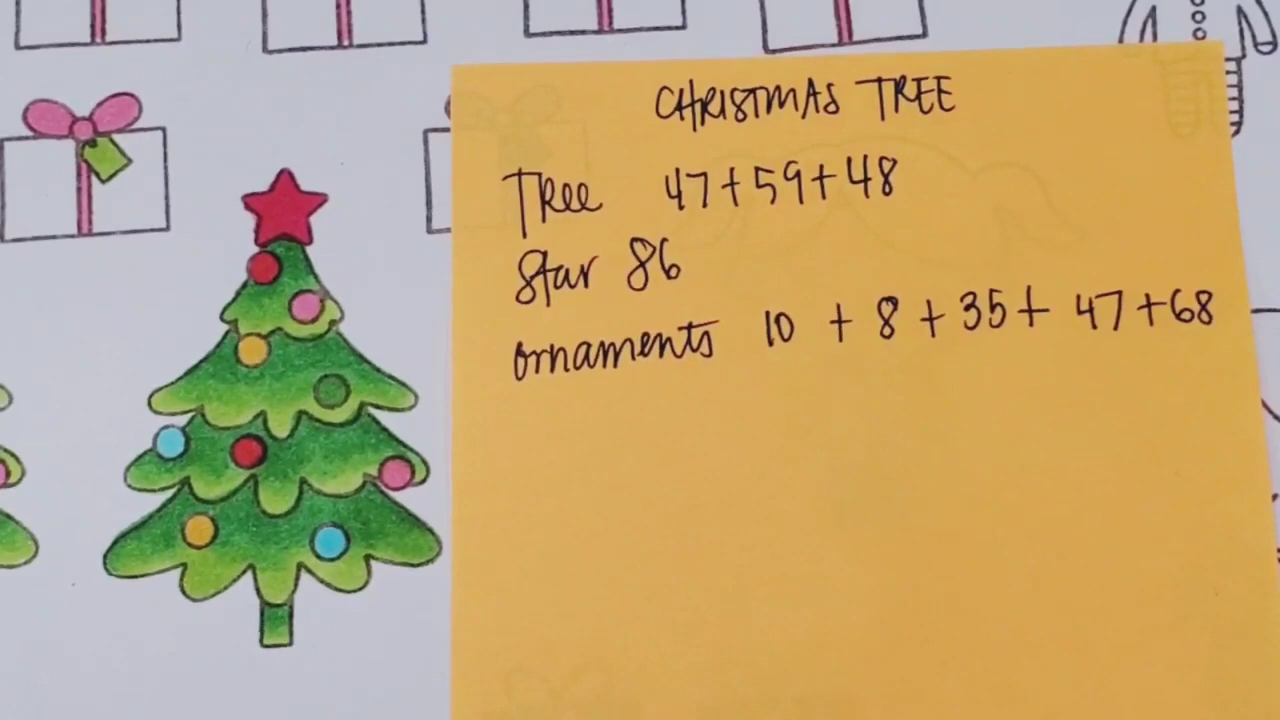 CHRISTMAS TREE
Tree 47+59+48
Star 86
ornaments 10 + 8 + 35 + 47 + 68